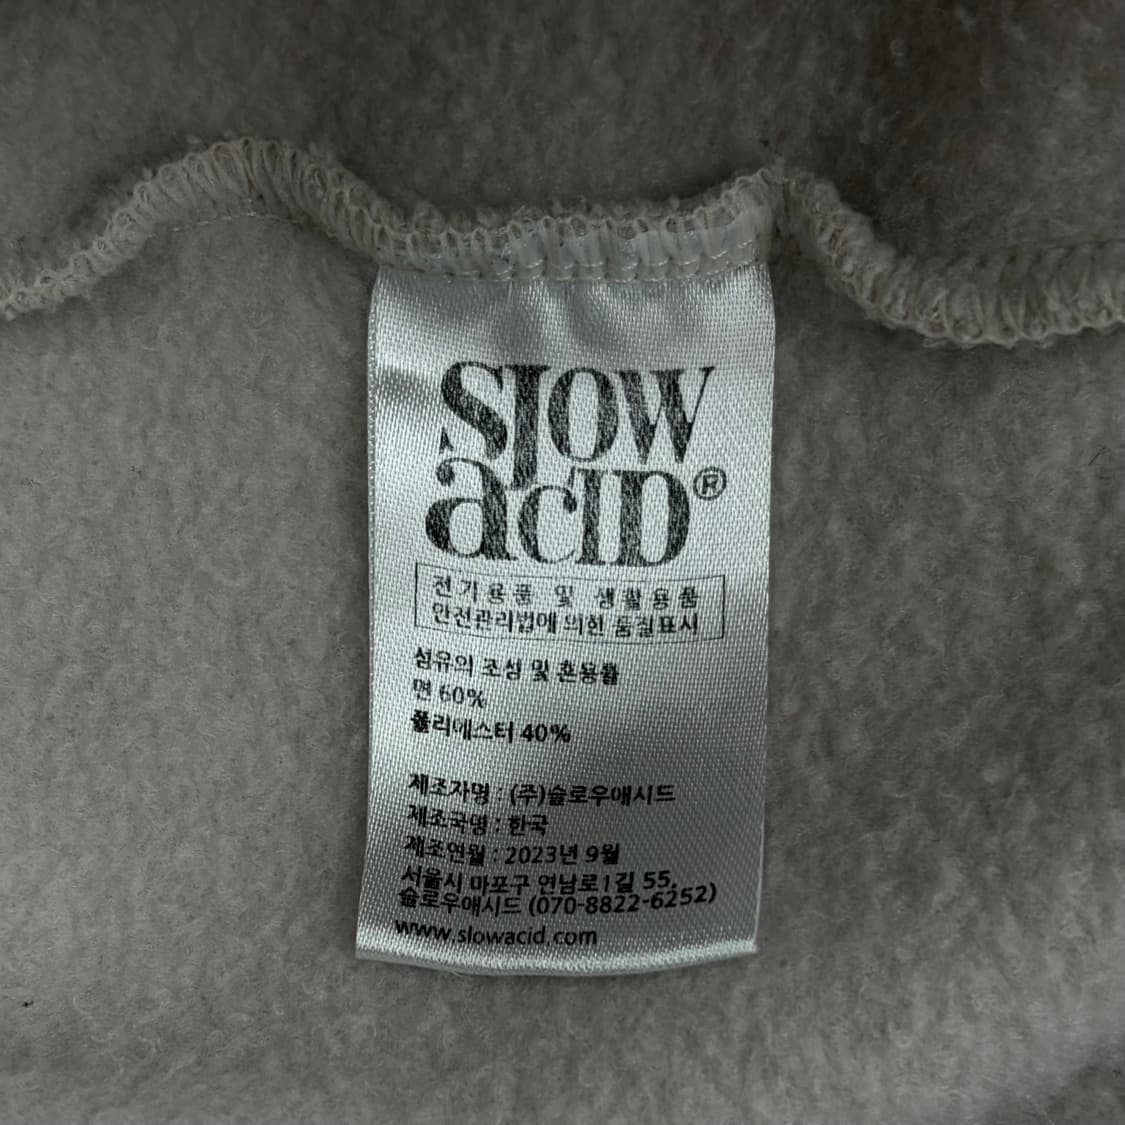 slow
acid®
전기용품 및 생활용품
안전관리법에 의한 품질표시
섬유의 조성 및 혼용률
면 60%
폴리에스터 40%
제조자명 : (주)슬로우애시드
제조국명 : 한국
제조연월 : 2023년 9월
서울시 마포구 연남로1길 55,
슬로우애시드 (070-8822-6252)
www.slowacid.com